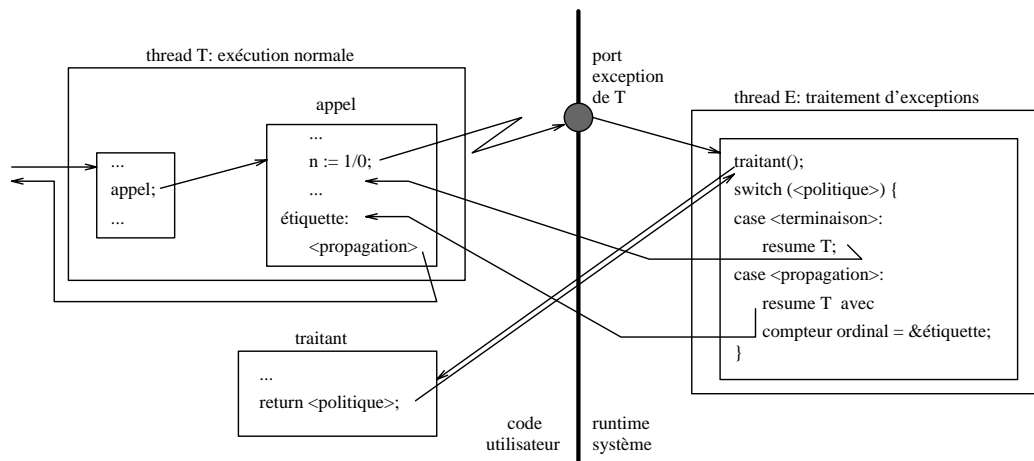 thread T: exécution normale
...
appel;
...
appel
...
n := 1/0;
...
étiquette:
<propagation>
traitant
...
return <politique>;
port
exception
de T
code
utilisateur
runtime
système
thread E: traitement d'exceptions
traitant();
switch (<politique>) {
case <terminaison>:
resume T;
case <propagation>:
resume T avec
compteur ordinal = &étiquette;
}